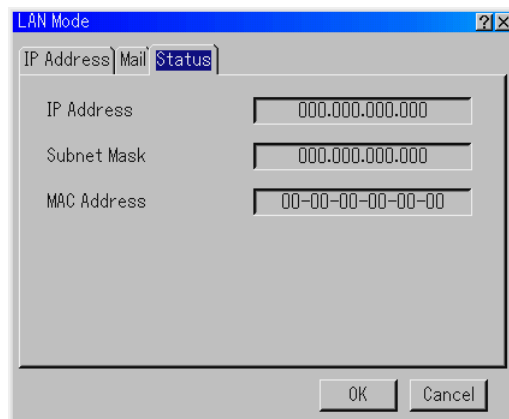 LAN Mode ? ×
IP Address Mail Status
IP Address 000.000.000.000
Subnet Mask 000.000.000.000
MAC Address 00-00-00-00-00-00
OK Cancel